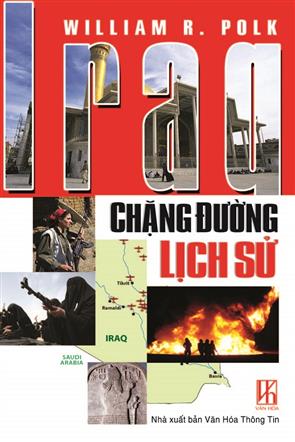 WILLIAM R. POLK
Iraq
CHẶNG ĐƯỜNG
LỊCH SỬ
Tikrit
Ramaldi
IRAQ
SAUDI
ARABIA
Basra
VĂN HÓA
Nhà xuất bản Văn Hóa Thông Tin